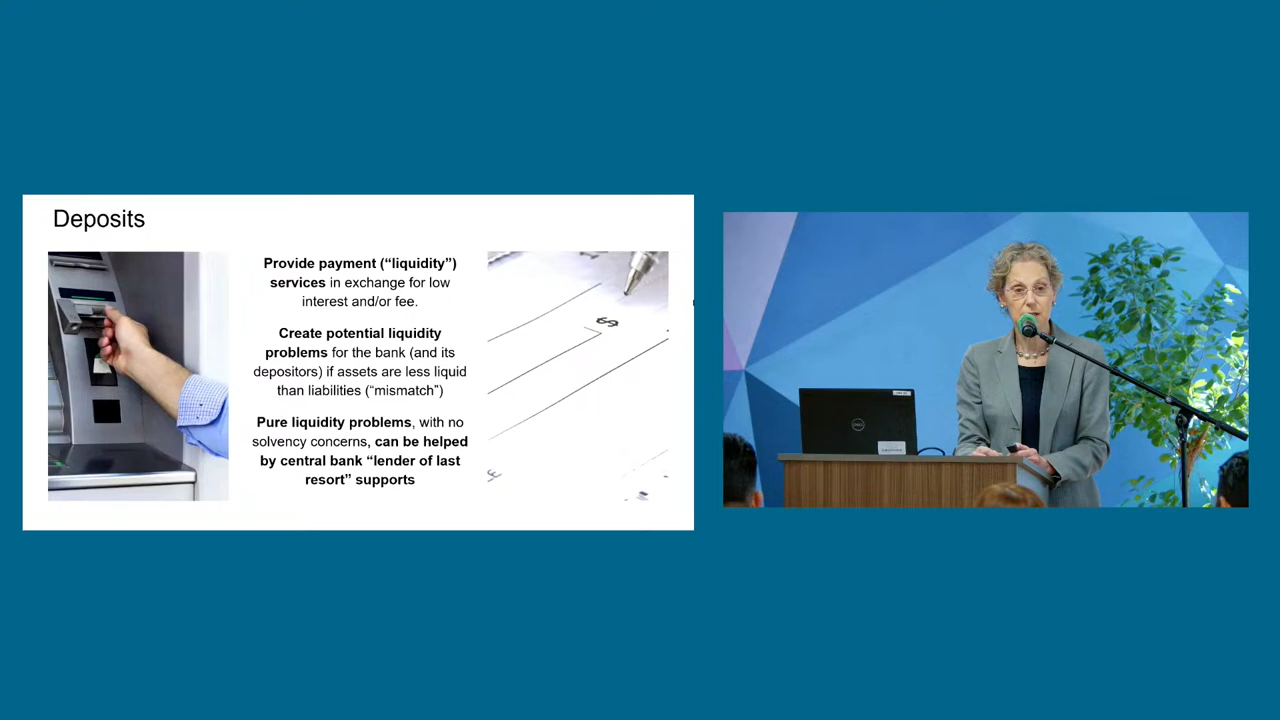 Deposits
Provide payment (“liquidity”)
services in exchange for low
interest and/or fee.
Create potential liquidity
problems for the bank (and its
depositors) if assets are less liquid
than liabilities (“mismatch”)
Pure liquidity problems, with no
solvency concerns, can be helped
by central bank “lender of last
resort” supports
$
DELL